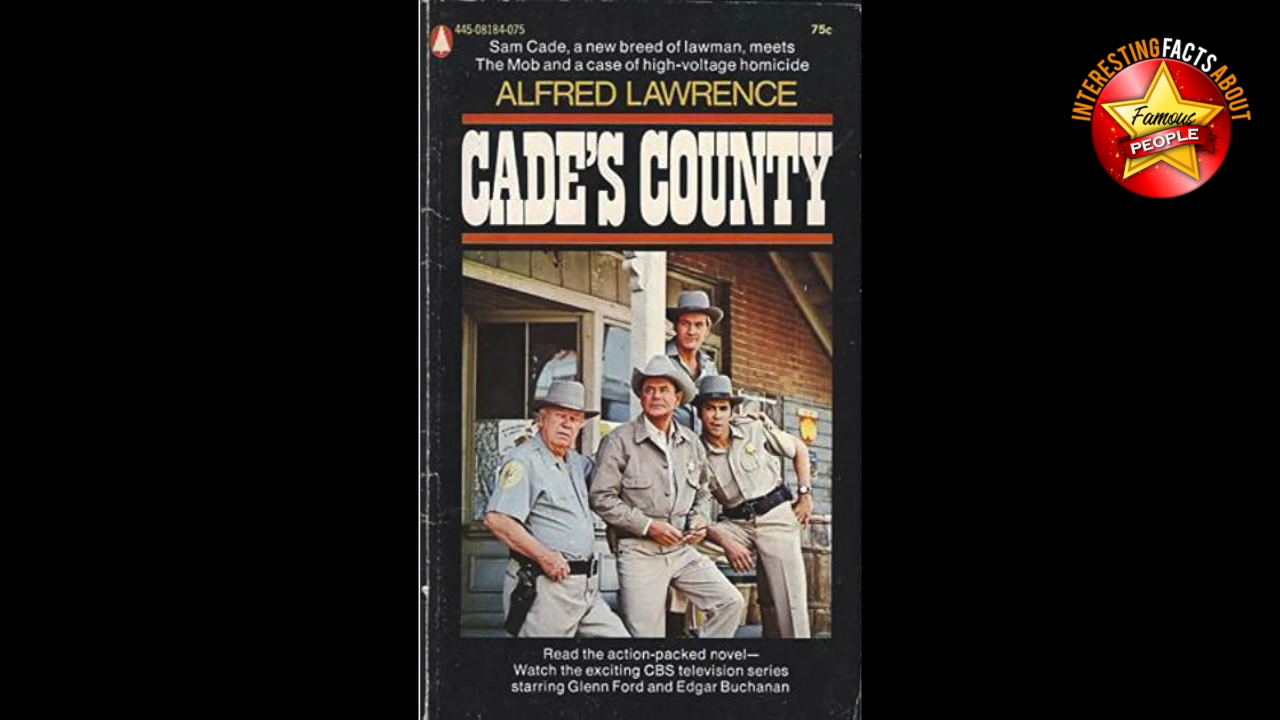 445-08184-075
75c
Sam Cade, a new breed of lawman, meets
The Mob and a case of high-voltage homicide
ALFRED LAWRENCE
CADE'S COUNTY
Read the action-packed novel—
Watch the exciting CBS television series
starring Glenn Ford and Edgar Buchanan
INTERESTING FACTS ABOUT
Famous
PEOPLE